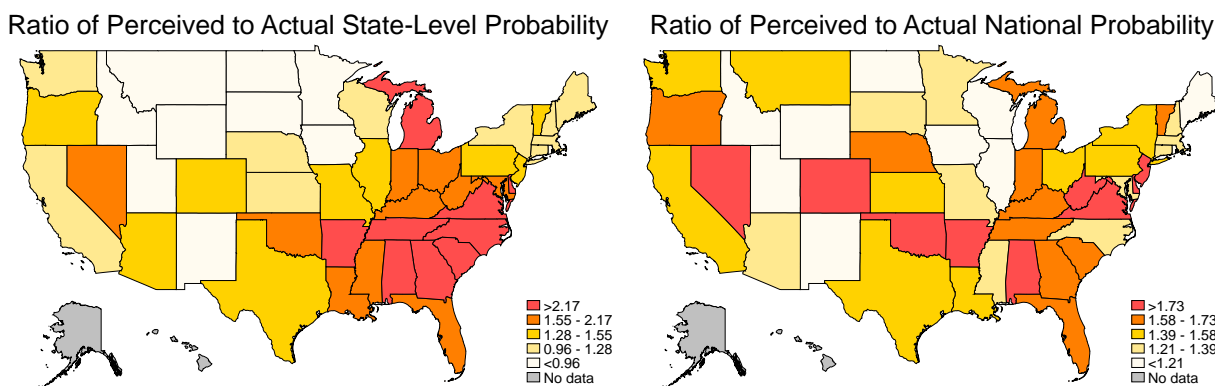 Ratio of Perceived to Actual State-Level Probability
>2.17
1.55 - 2.17
1.28 - 1.55
0.96 - 1.28
<0.96
No data
Ratio of Perceived to Actual National Probability
>1.73
1.58 - 1.73
1.39 - 1.58
1.21 - 1.39
<1.21
No data